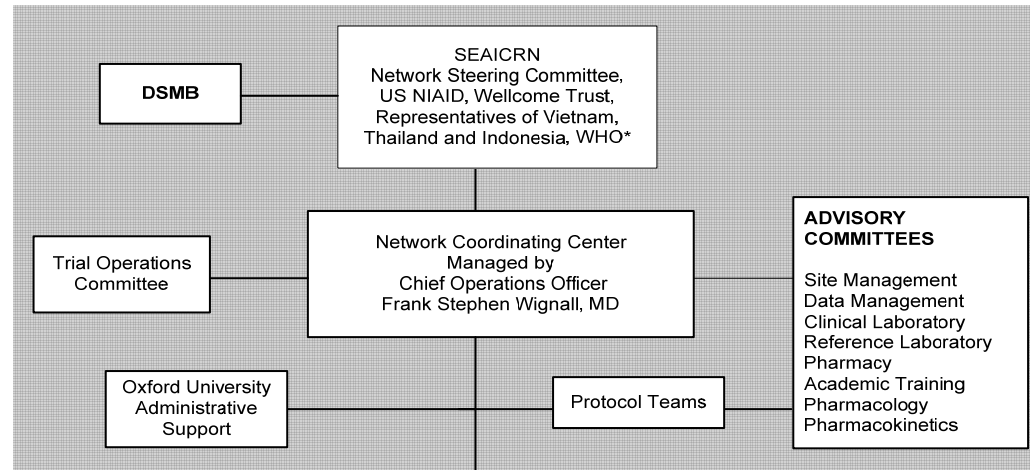 DSMB
SEAICRN
Network Steering Committee,
US NIAID, Wellcome Trust,
Representatives of Vietnam,
Thailand and Indonesia, WHO*
Trial Operations
Committee
Network Coordinating Center
Managed by
Chief Operations Officer
Frank Stephen Wignall, MD
ADVISORY
COMMITTEES
Site Management
Data Management
Clinical Laboratory
Reference Laboratory
Pharmacy
Academic Training
Pharmacology
Pharmacokinetics
Oxford University
Administrative
Support
Protocol Teams